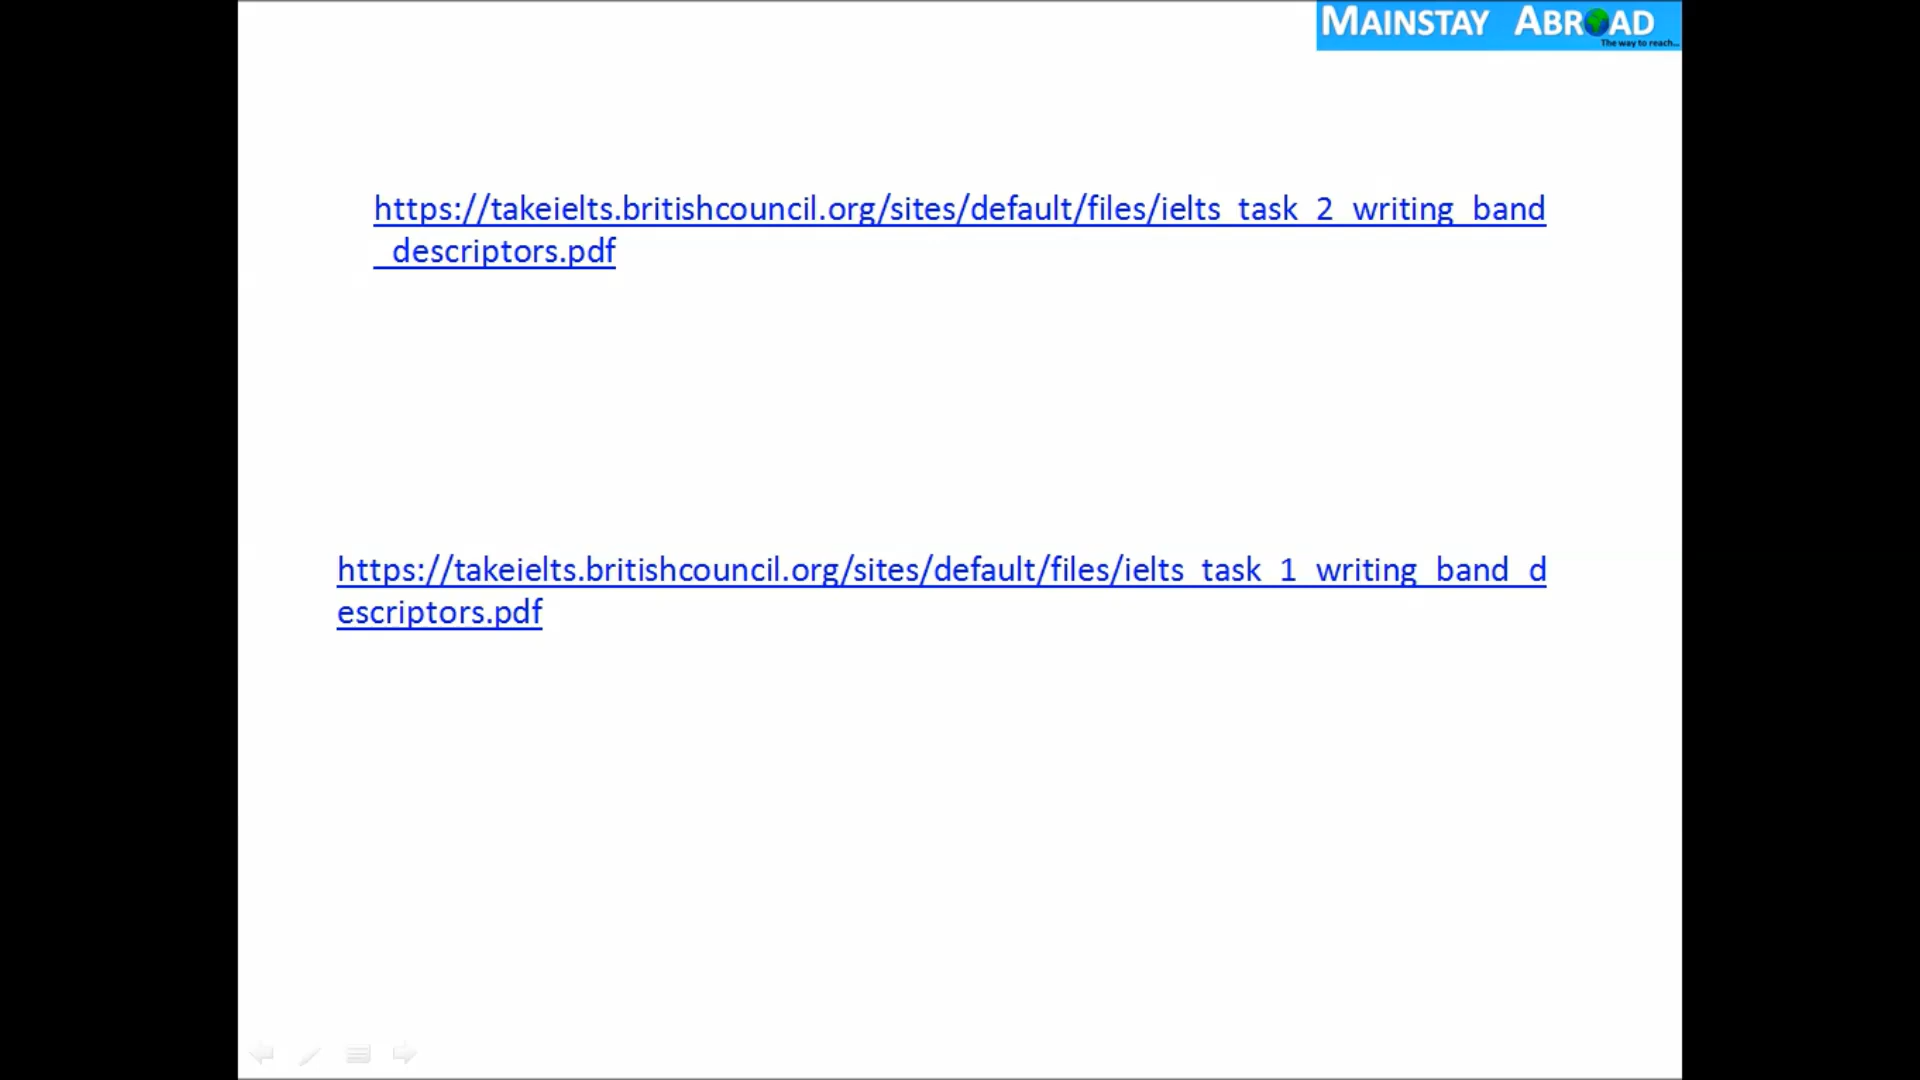 MAINSTAY ABROAD
The way to reach...
https://takeielts.britishcouncil.org/sites/default/files/ielts_task_2_writing_band
_descriptors.pdf
https://takeielts.britishcouncil.org/sites/default/files/ielts_task_1_writing_band_d
escriptors.pdf